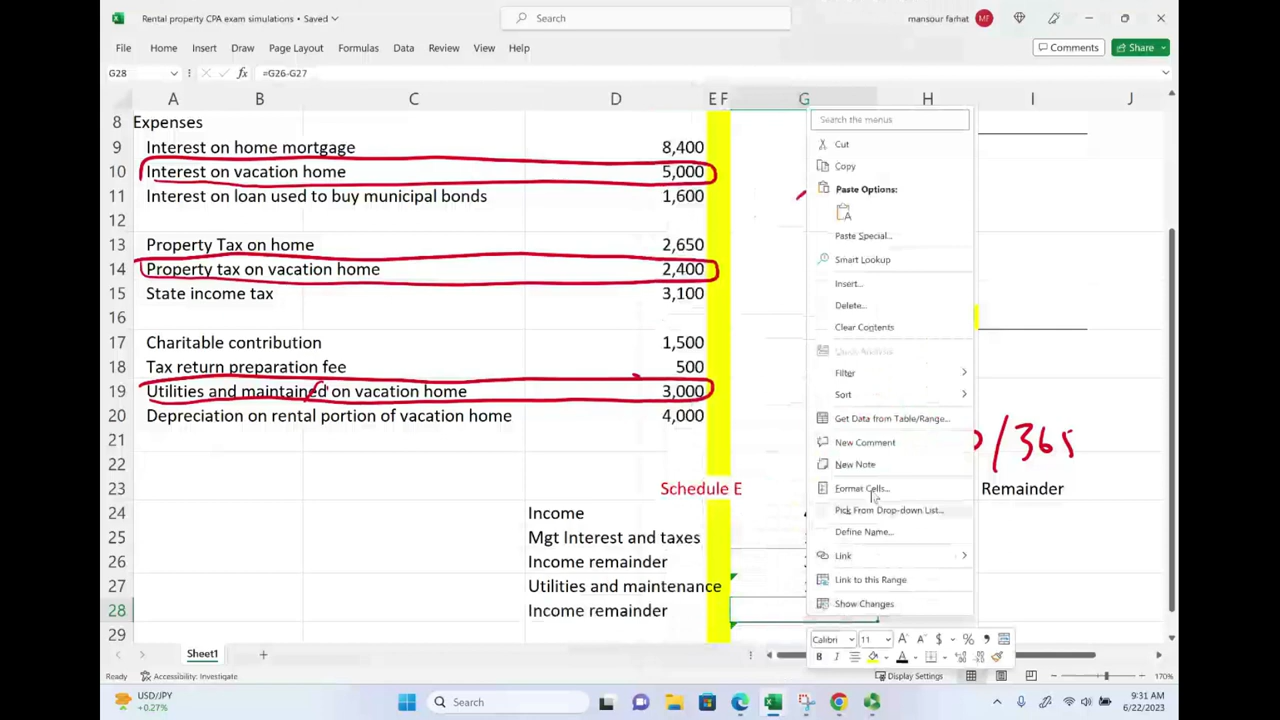 Rental property CPA exam simulations • Saved
Search
mansour farhat MF
File Home Insert Draw Page Layout Formulas Data Review View Help
Comments Share
G28 fx =G26-G27
A B C D E F G H I J
8 Expenses
9 Interest on home mortgage 8,400
10 Interest on vacation home 5,000
11 Interest on loan used to buy municipal bonds 1,600
12
13 Property Tax on home 2,650
14 Property tax on vacation home 2,400
15 State income tax 3,100
16
17 Charitable contribution 1,500
18 Tax return preparation fee 500
19 Utilities and maintained on vacation home 3,000
20 Depreciation on rental portion of vacation home 4,000
21
22
23 Schedule E Remainder
24 Income
25 Mgt Interest and taxes
26 Income remainder
27 Utilities and maintenance
28 Income remainder
29
/365
Search the menus
Cut
Copy
Paste Options:
Paste Special...
Smart Lookup
Insert...
Delete...
Clear Contents
Quick Analysis
Filter
Sort
Get Data from Table/Range...
New Comment
New Note
Format Cells...
Pick From Drop-down List...
Define Name...
Link
Link to this Range
Show Changes
Calibri 11 A A $ % ,
B I A
Sheet1
Ready Accessibility: Investigate Display Settings 170%
USD/JPY
+0.27%
Search
9:31 AM
6/22/2023